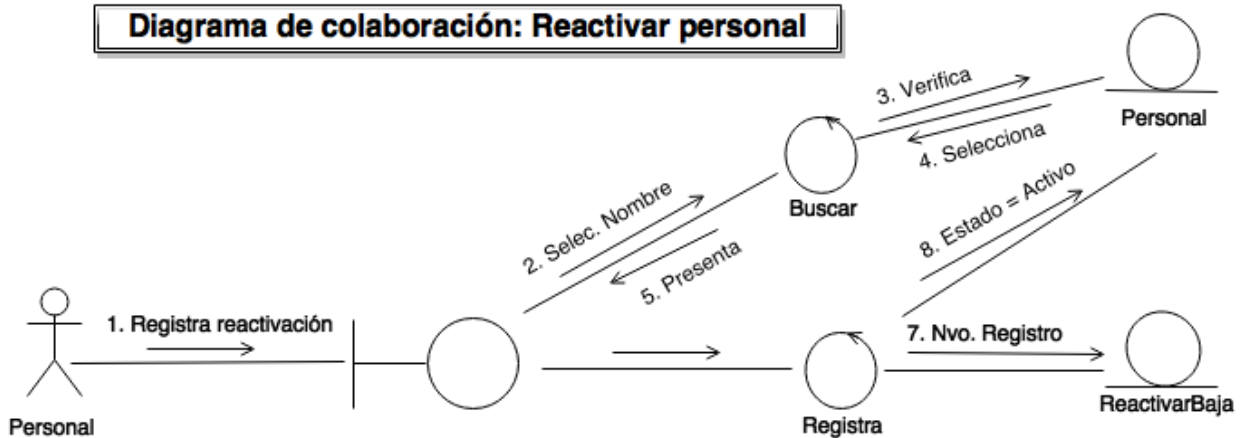 Diagrama de colaboración: Reactivar personal
3. Verifica
Personal
4. Selecciona
Buscar
2. Selec. Nombre
5. Presenta
8. Estado = Activo
1. Registra reactivación
7. Nvo. Registro
Personal
Registra
ReactivarBaja